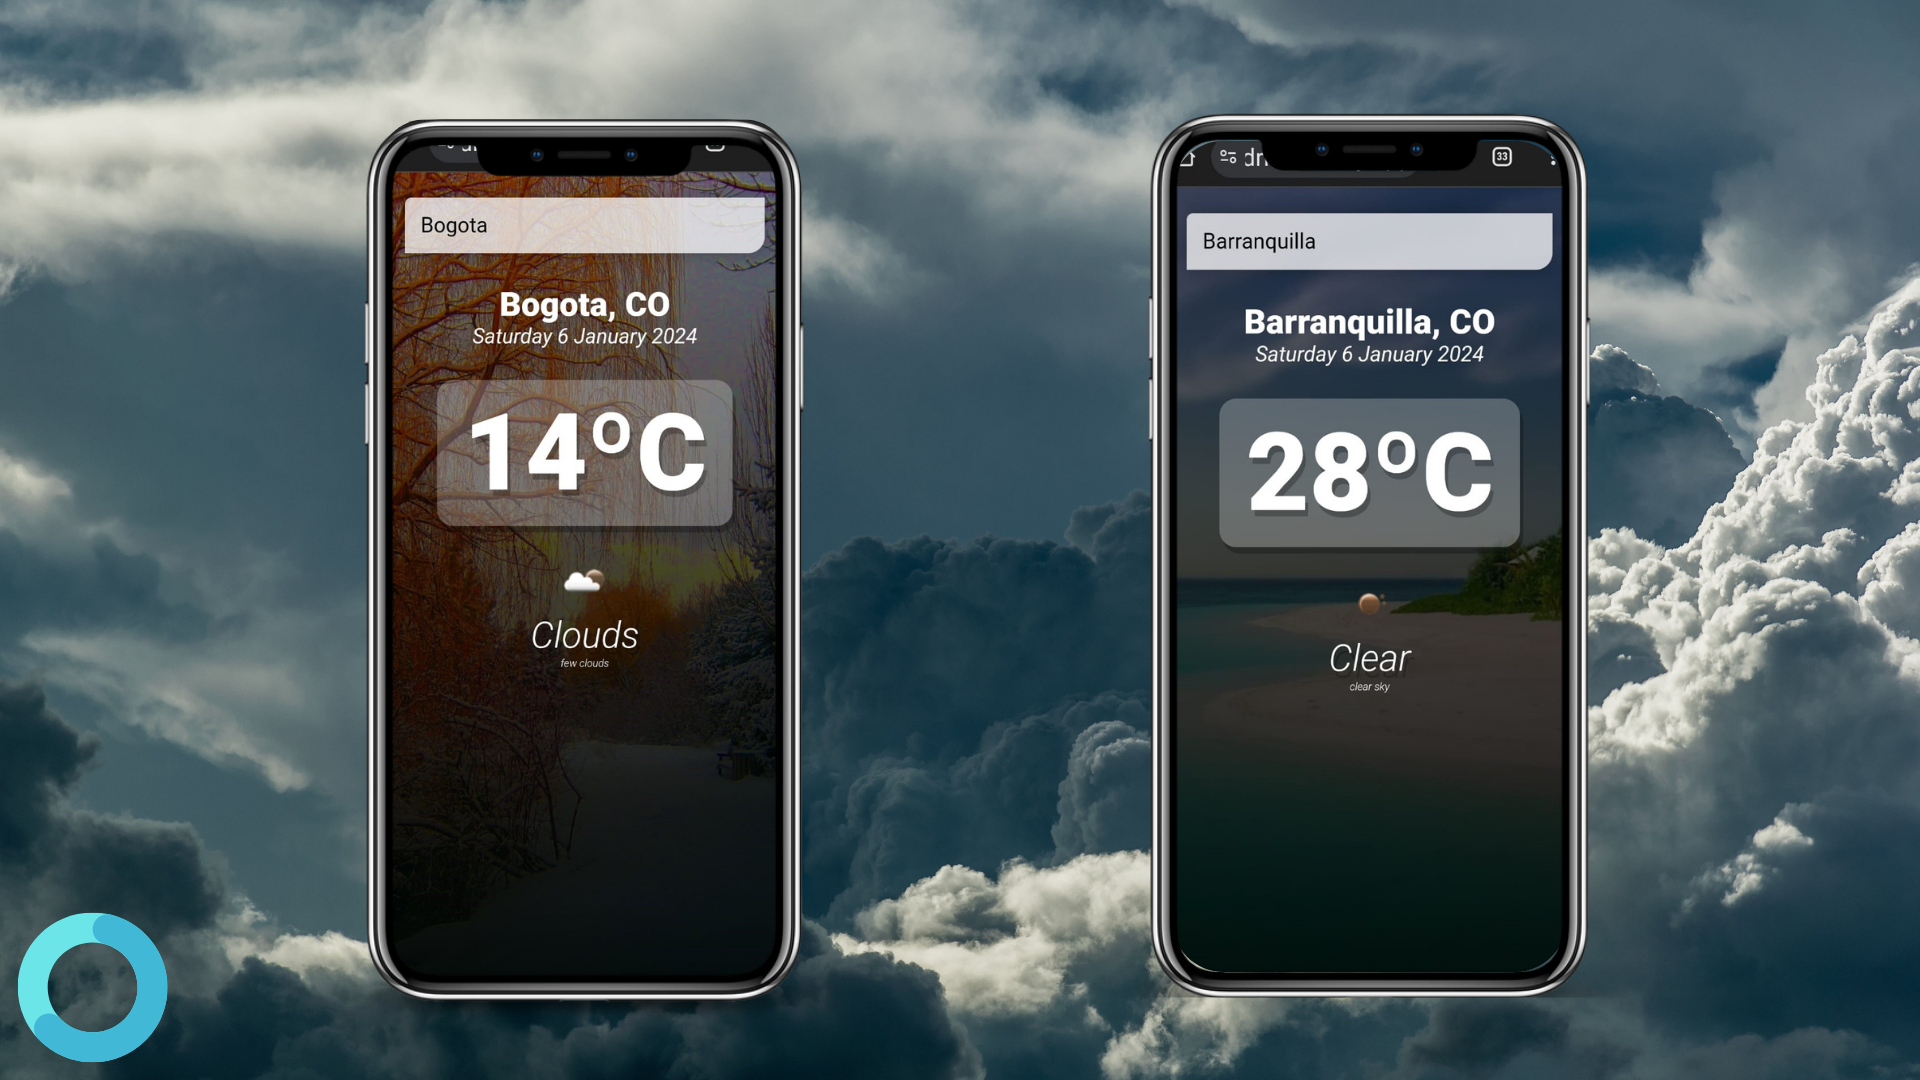 Bogota
Bogota, CO
Saturday 6 January 2024
14°C
Clouds
few clouds
33
Barranquilla
Barranquilla, CO
Saturday 6 January 2024
28°C
Clear
clear sky